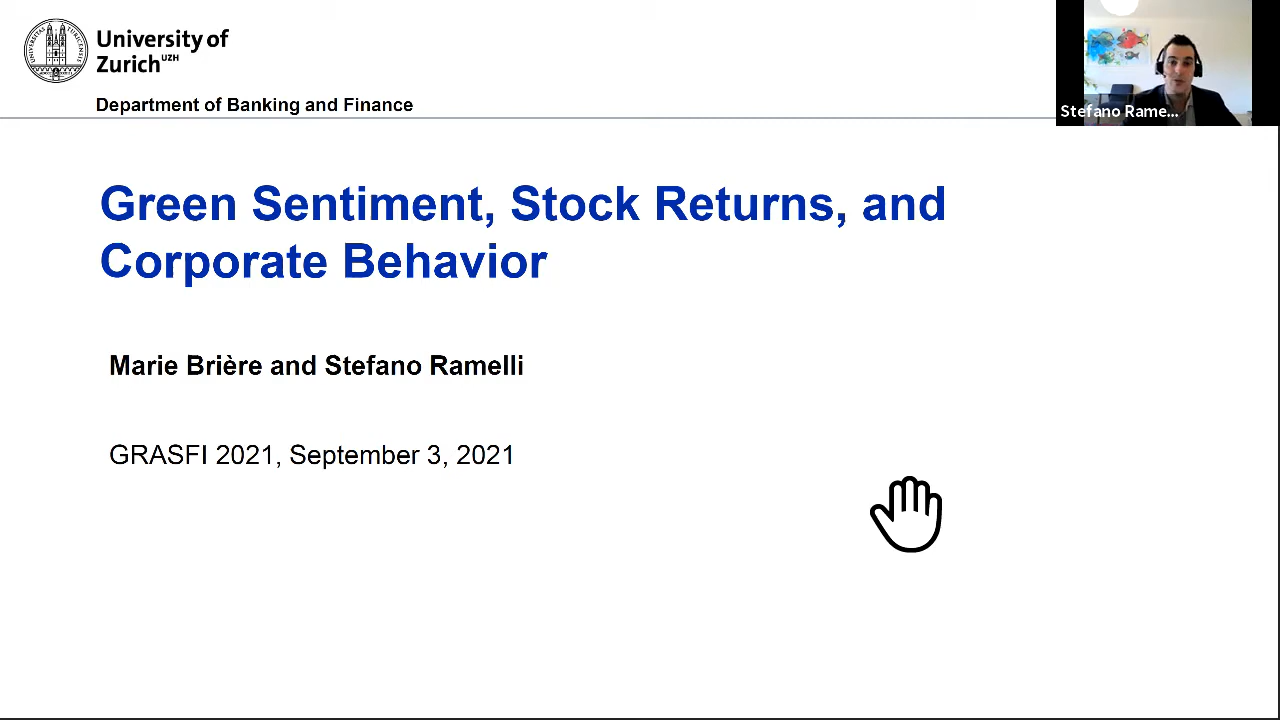 University of
Zurich UZH
Department of Banking and Finance
Stefano Rame...
Green Sentiment, Stock Returns, and
Corporate Behavior
Marie Brière and Stefano Ramelli
GRASFI 2021, September 3, 2021